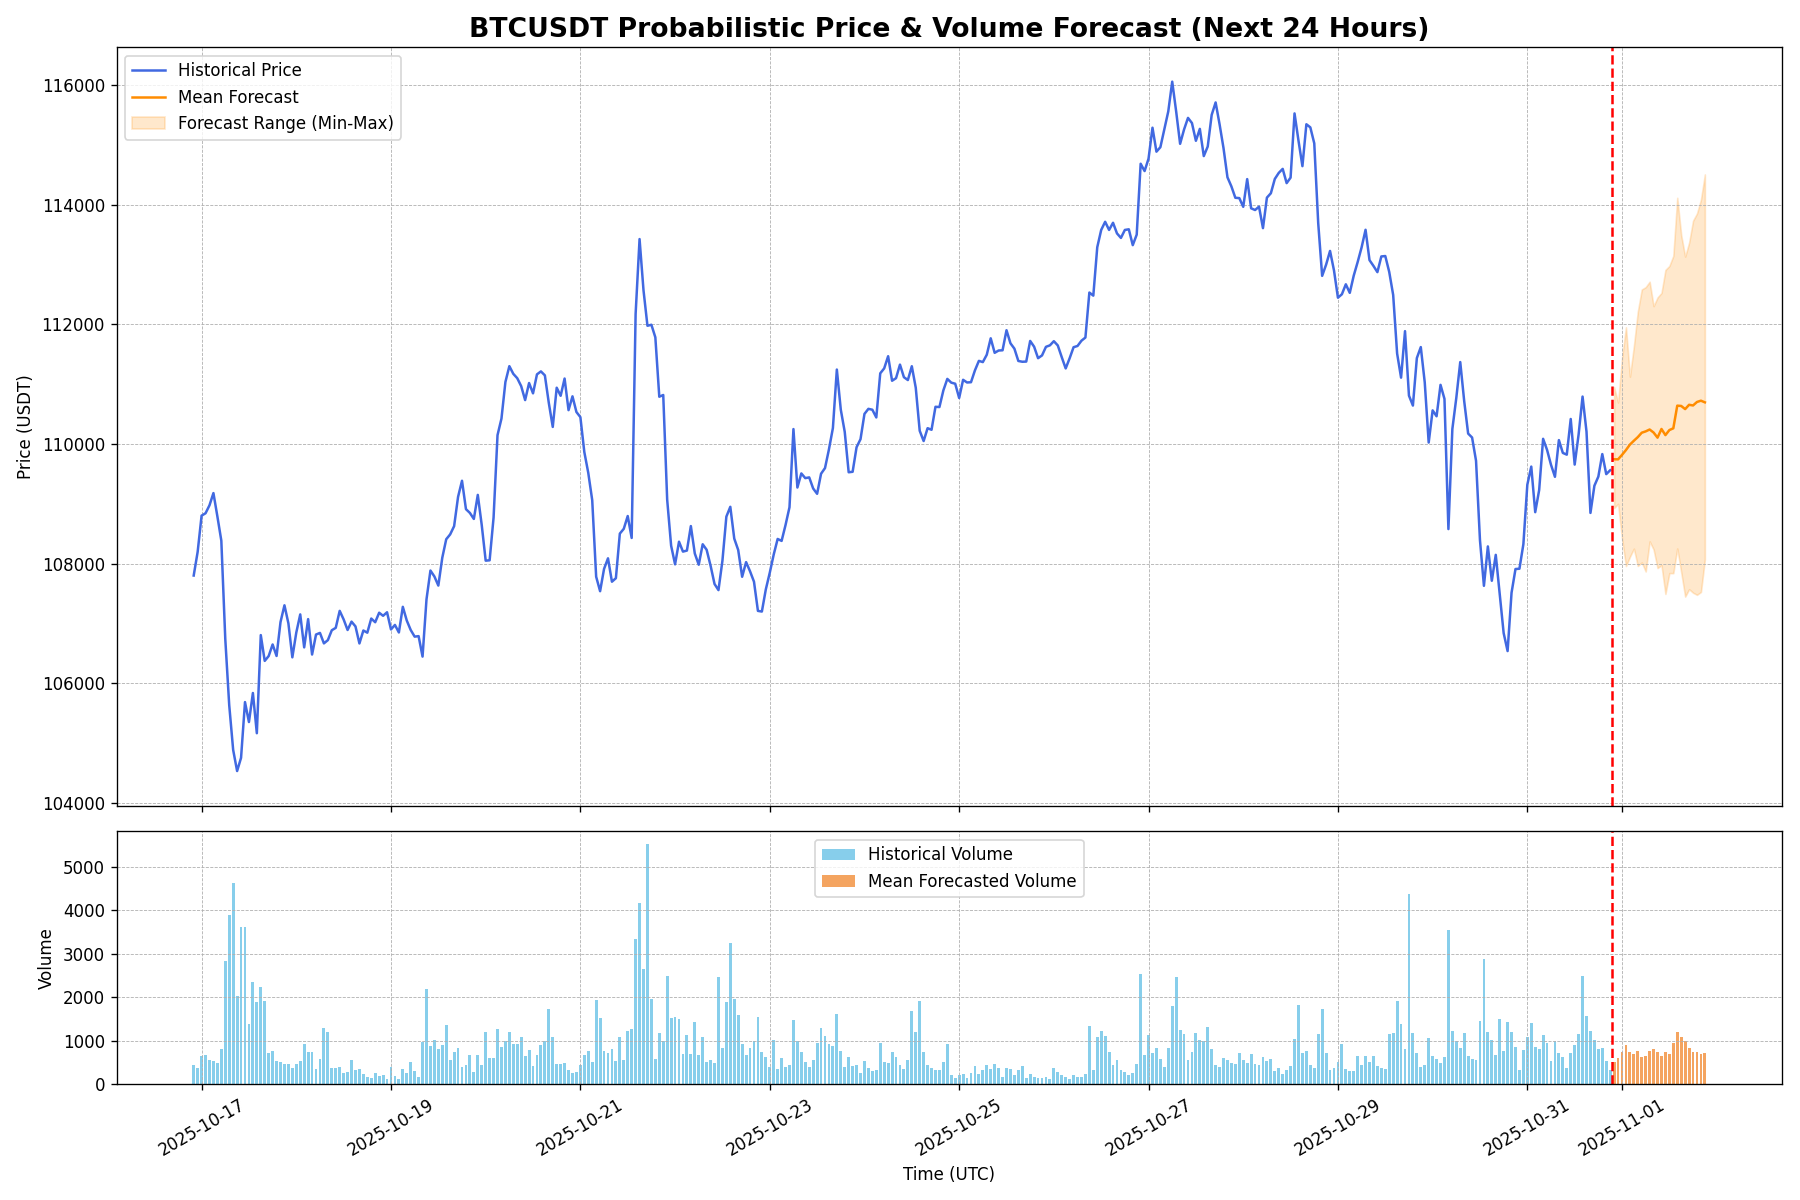 BTCUSDT Probabilistic Price & Volume Forecast (Next 24 Hours)
Historical Price
Mean Forecast
Forecast Range (Min-Max)
116000
114000
112000
110000
108000
106000
104000
Price (USDT)
Historical Volume
Mean Forecasted Volume
5000
4000
3000
2000
1000
0
Volume
2025-10-17
2025-10-19
2025-10-21
2025-10-23
2025-10-25
2025-10-27
2025-10-29
2025-10-31
2025-11-01
Time (UTC)